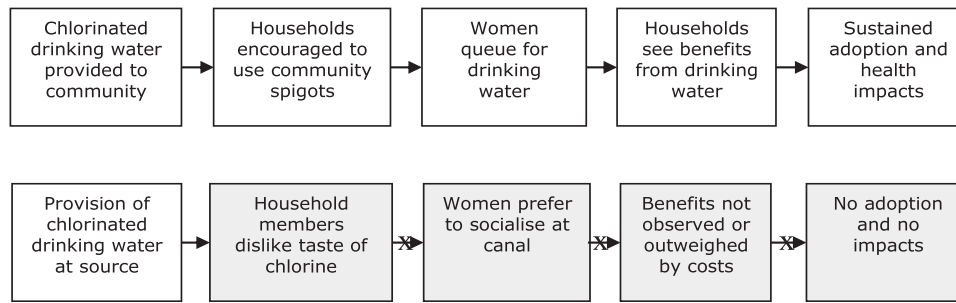 Chlorinated
drinking water
provided to
community
Households
encouraged to
use community
spigots
Women
queue for
drinking
water
Households
see benefits
from drinking
water
Sustained
adoption and
health
impacts
Provision of
chlorinated
drinking water
at source
Household
members
dislike taste of
chlorine
X
Women prefer
to socialise at
canal
X
Benefits not
observed or
outweighed
by costs
X
No adoption
and no
impacts